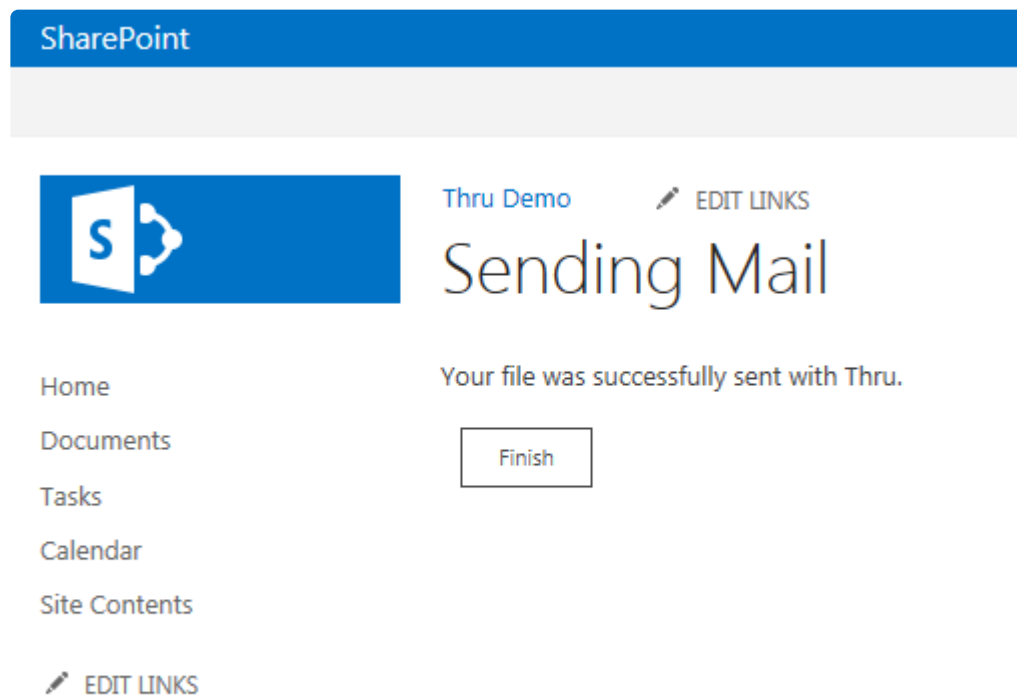 SharePoint
S
Thru Demo EDIT LINKS
Sending Mail
Your file was successfully sent with Thru.
Finish
Home
Documents
Tasks
Calendar
Site Contents
EDIT LINKS